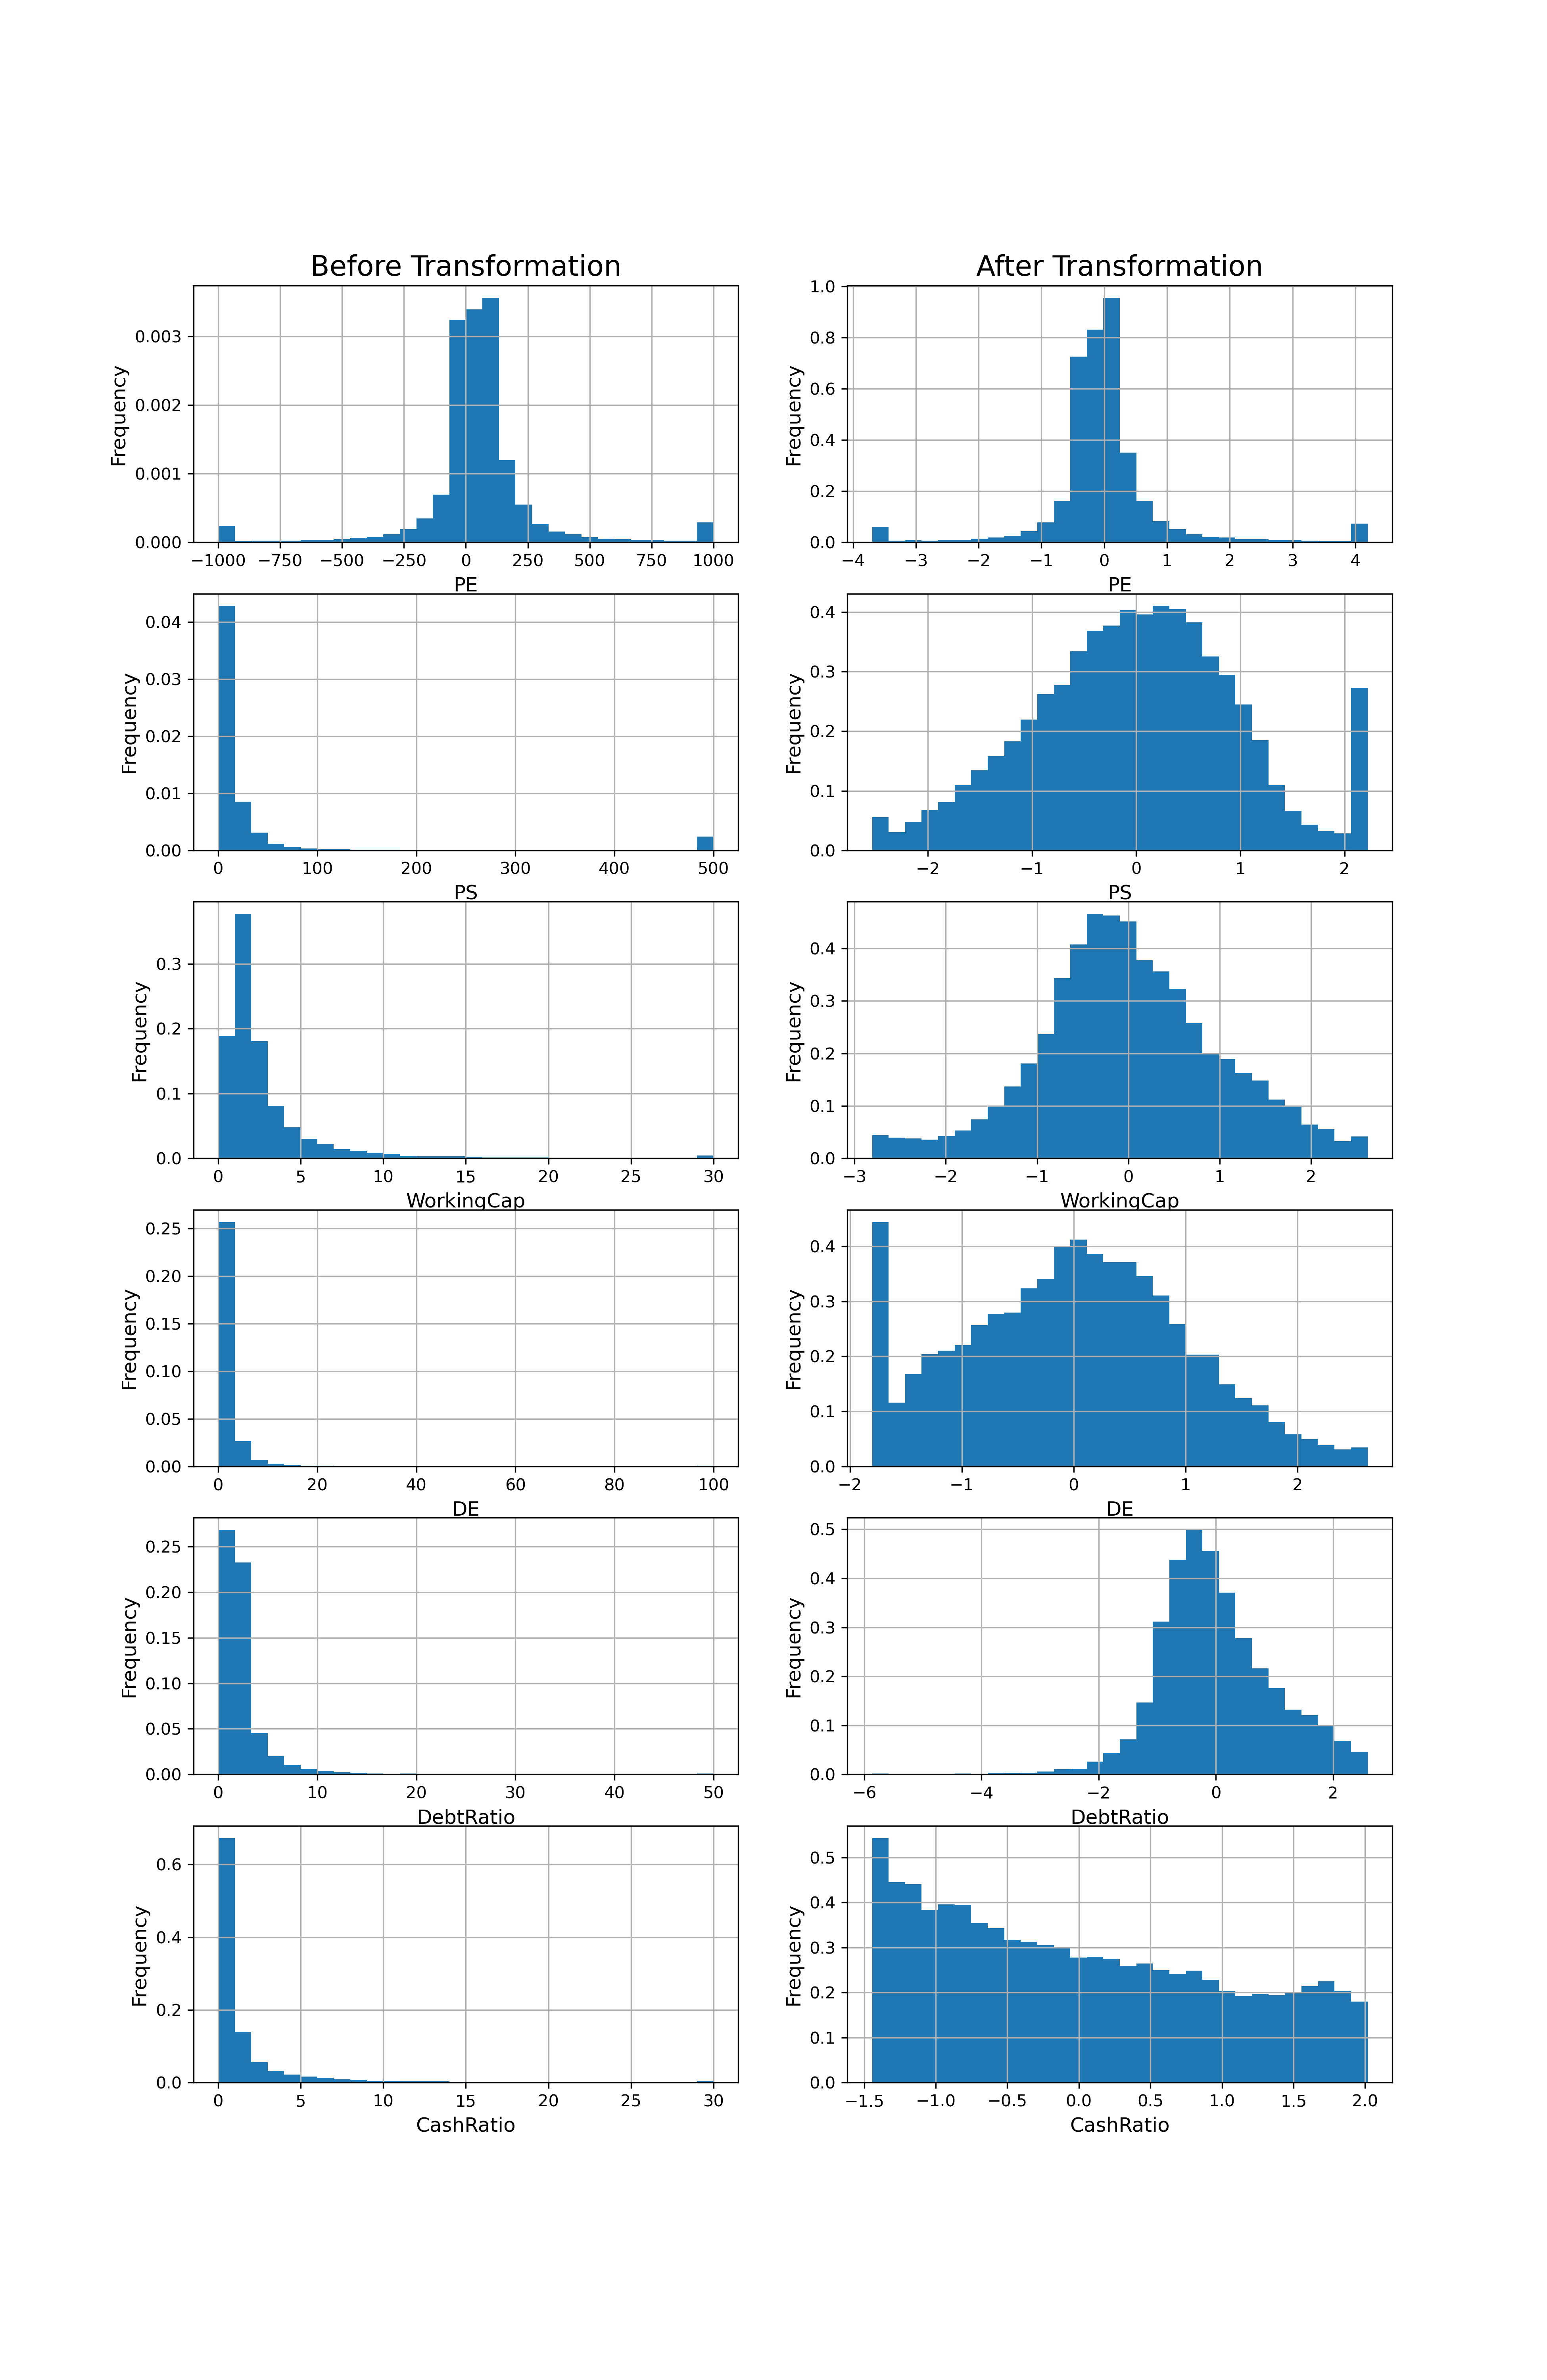 Before Transformation
After Transformation
Frequency
0.003
0.002
0.001
0.000
−1000 −750 −500 −250 0 250 500 750 1000
PE
Frequency
1.0
0.8
0.6
0.4
0.2
0.0
−4 −3 −2 −1 0 1 2 3 4
PE
Frequency
0.04
0.03
0.02
0.01
0.00
0 100 200 300 400 500
PS
Frequency
0.4
0.3
0.2
0.1
0.0
−2 −1 0 1 2
PS
Frequency
0.3
0.2
0.1
0.0
0 5 10 15 20 25 30
WorkingCap
Frequency
0.4
0.3
0.2
0.1
0.0
−3 −2 −1 0 1 2
WorkingCap
Frequency
0.25
0.20
0.15
0.10
0.05
0.00
0 20 40 60 80 100
DE
Frequency
0.4
0.3
0.2
0.1
0.0
−2 −1 0 1 2
DE
Frequency
0.25
0.20
0.15
0.10
0.05
0.00
0 10 20 30 40 50
DebtRatio
Frequency
0.5
0.4
0.3
0.2
0.1
0.0
−6 −4 −2 0 2
DebtRatio
Frequency
0.6
0.4
0.2
0.0
0 5 10 15 20 25 30
CashRatio
Frequency
0.5
0.4
0.3
0.2
0.1
0.0
−1.5 −1.0 −0.5 0.0 0.5 1.0 1.5 2.0
CashRatio